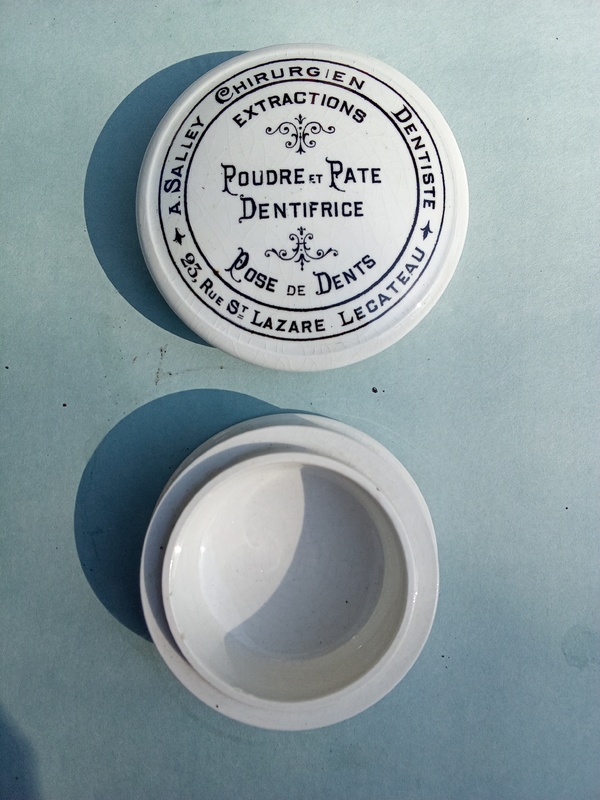 A. SALLEY CHIRURGIEN DENTISTE
EXTRACTIONS
POUDRE ET PATE
DENTIFRICE
POSE DE DENTS
23, RUE ST LAZARE LECATEAU